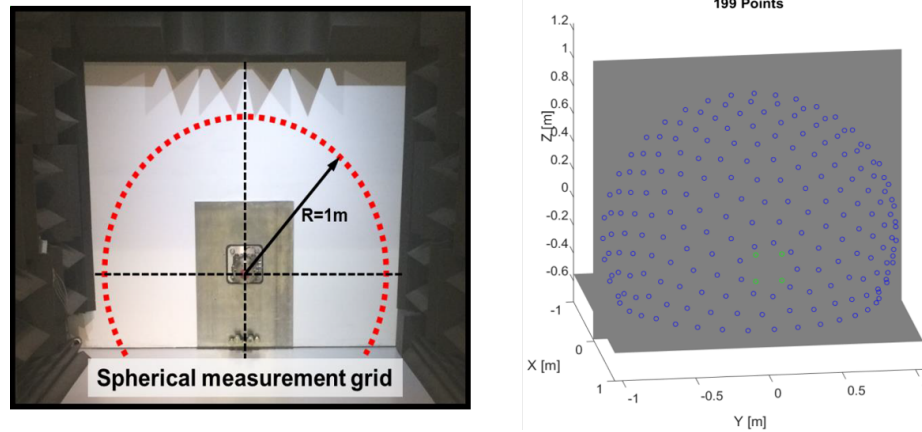 R=1m
Spherical measurement grid
199 Points
1.2
1
0.8
0.6
0.4
0.2
0
-0.2
-0.4
-0.6
Z [m]
-1
0
1
X [m]
-1
-0.5
0
0.5
Y [m]